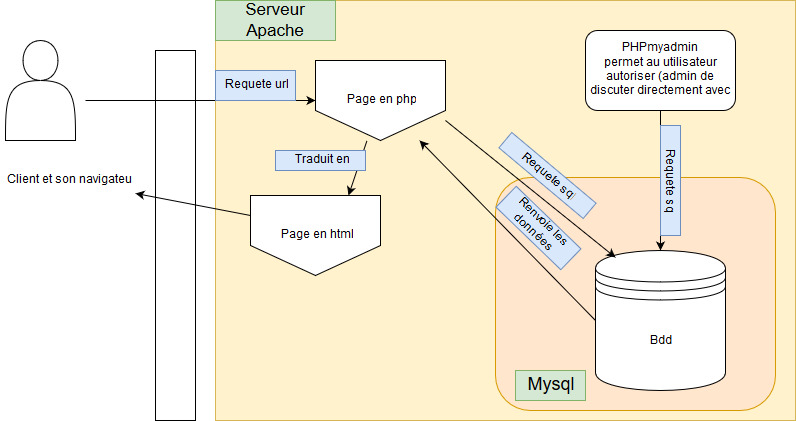 Serveur
Apache
PHPmyadmin
permet au utilisateur
autoriser (admin de
discuter directement avec
Requete url
Page en php
Traduit en
Requete sql
Requete sq
Client et son navigateu
Renvoie les
données
Page en html
Bdd
Mysql